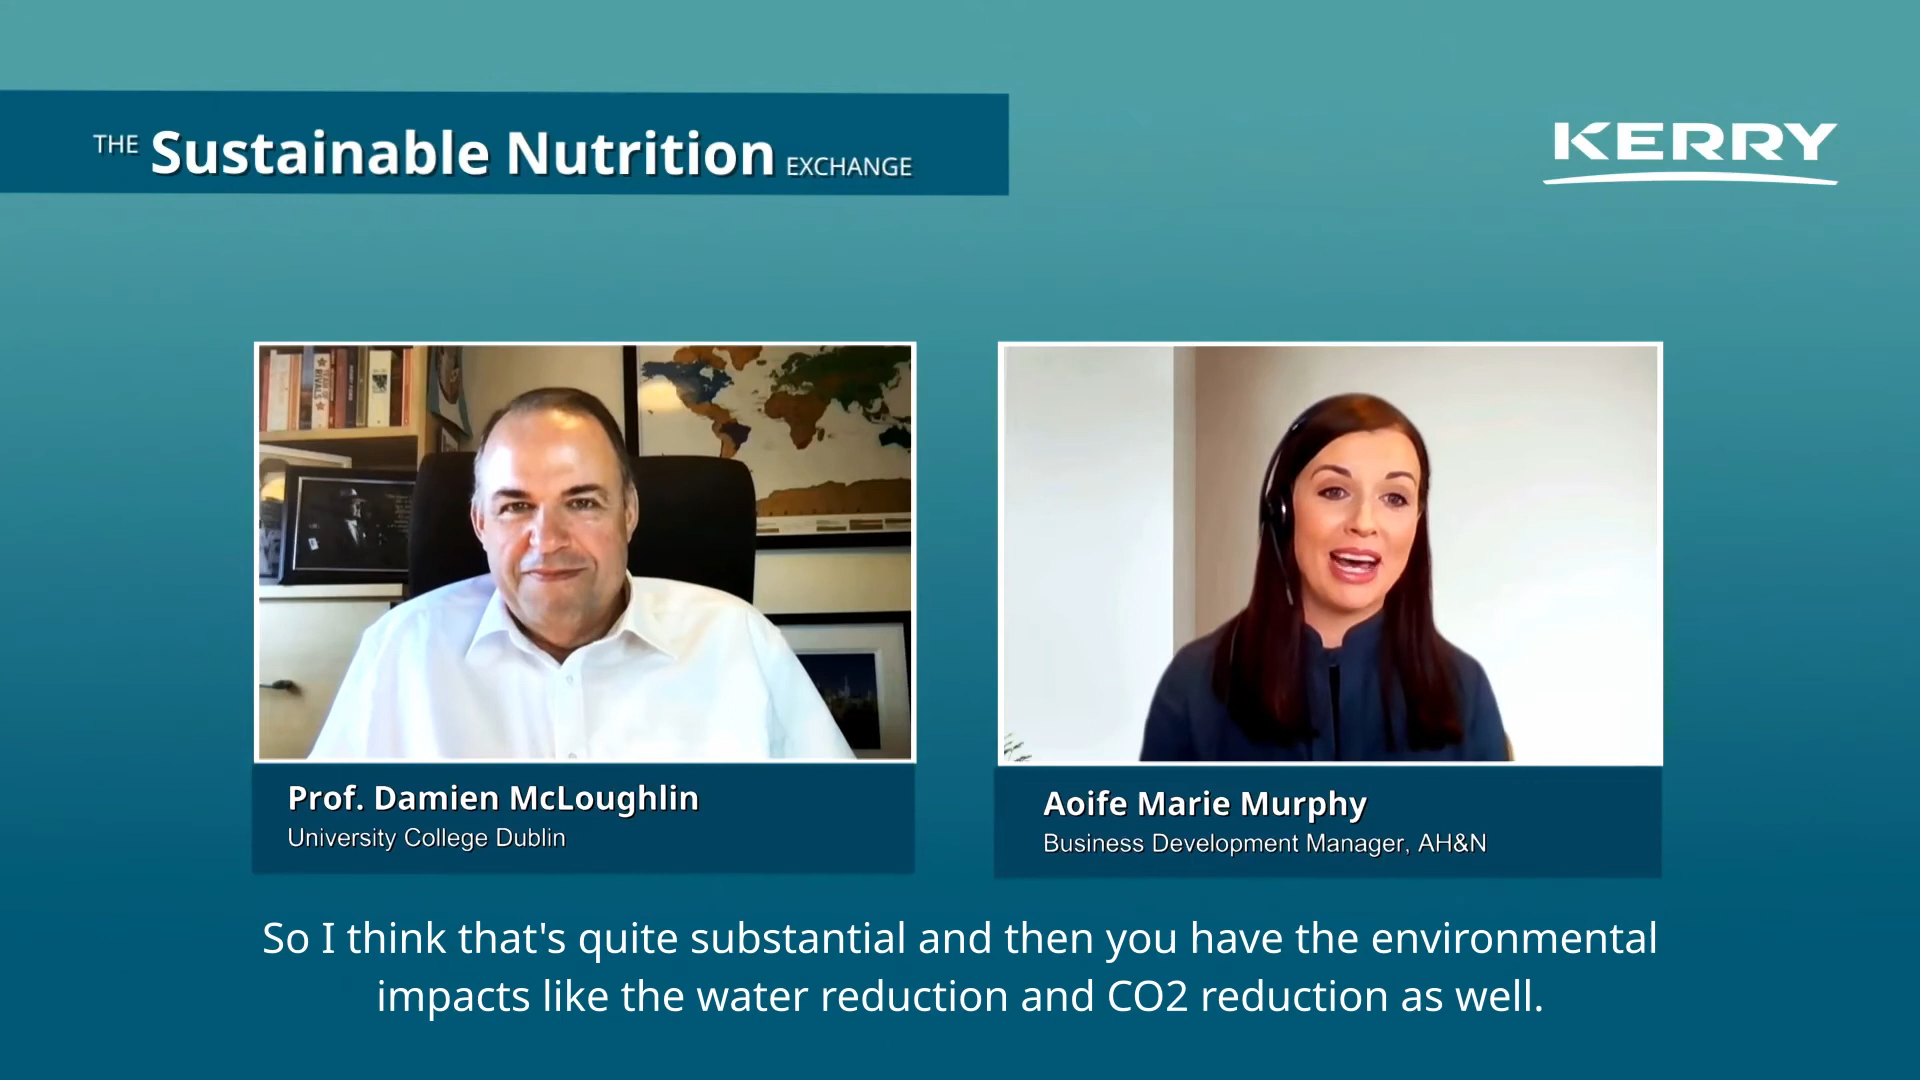 THE Sustainable Nutrition EXCHANGE
KERRY
Prof. Damien McLoughlin
University College Dublin
Aoife Marie Murphy
Business Development Manager, AH&N
So I think that's quite substantial and then you have the environmental
impacts like the water reduction and CO2 reduction as well.